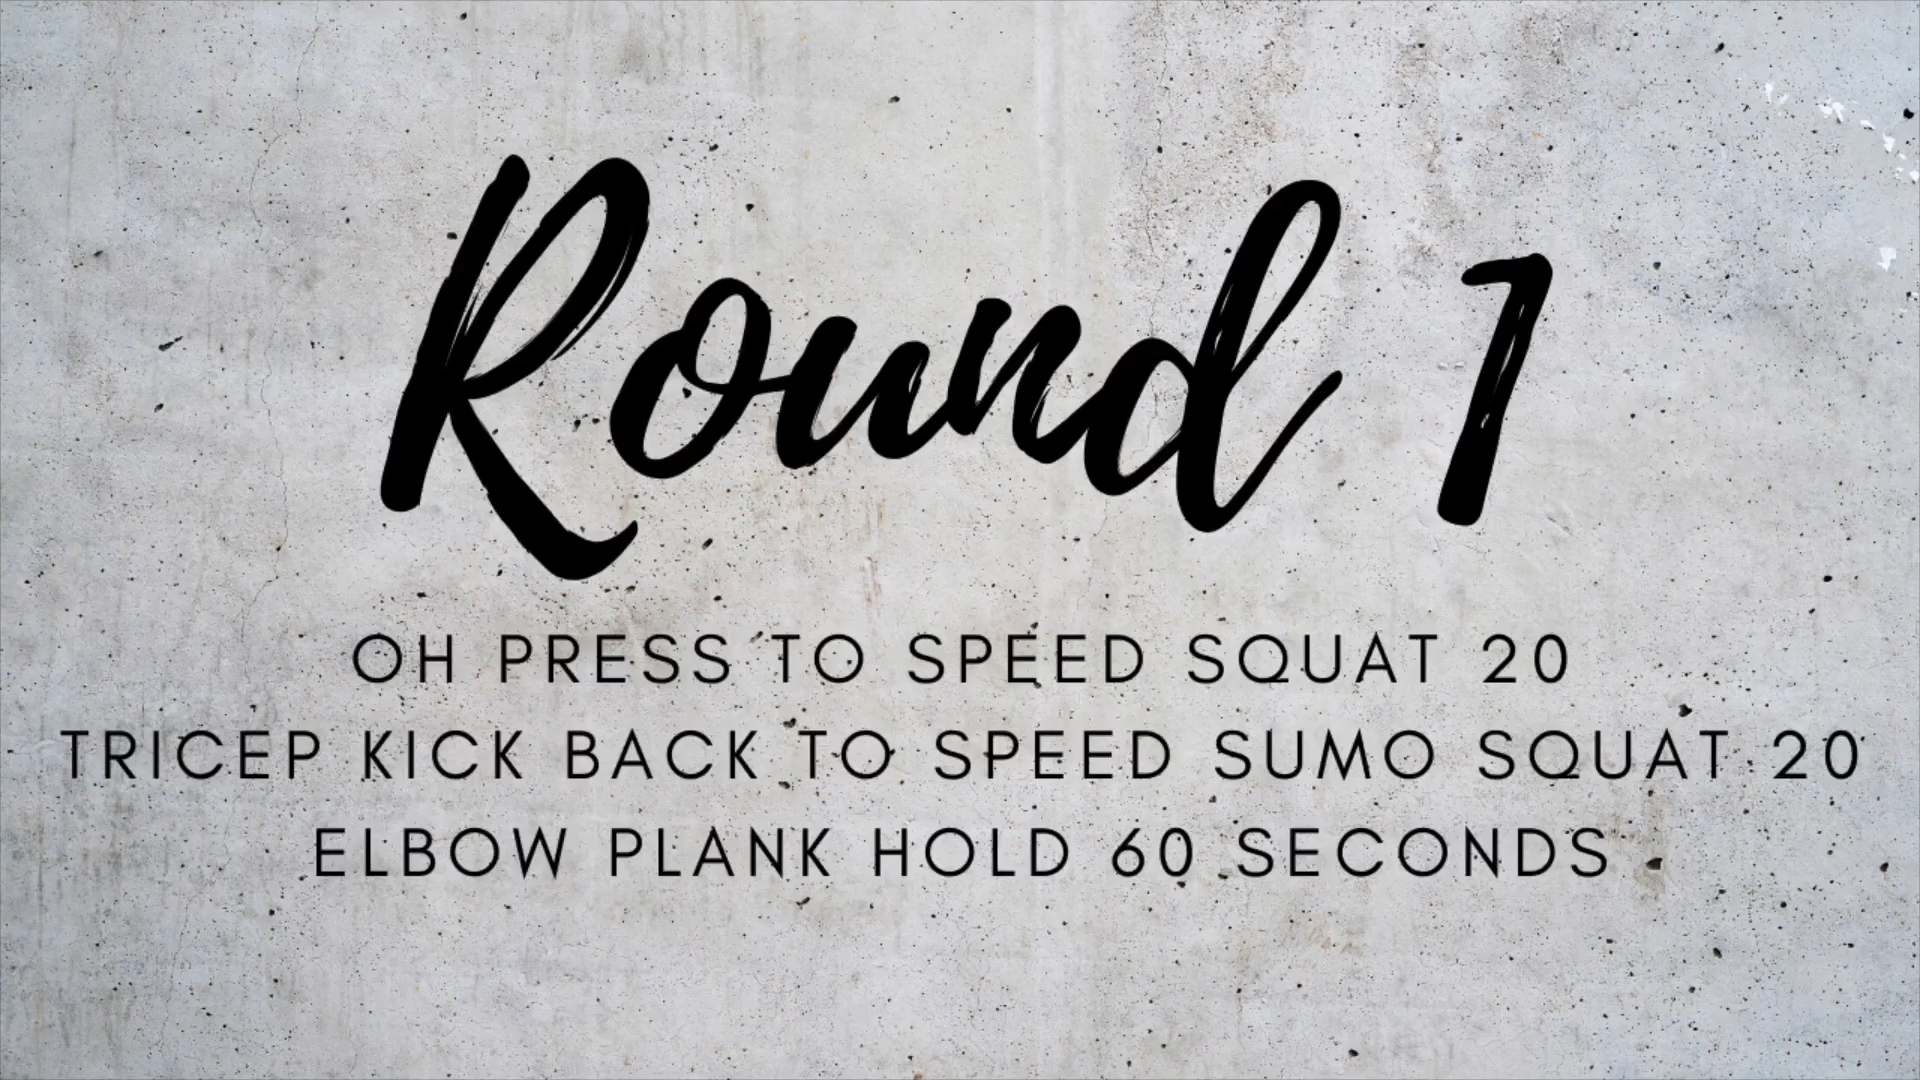 Round 1
OH PRESS TO SPEED SQUAT 20
TRICEP KICK BACK TO SPEED SUMO SQUAT 20
ELBOW PLANK HOLD 60 SECONDS